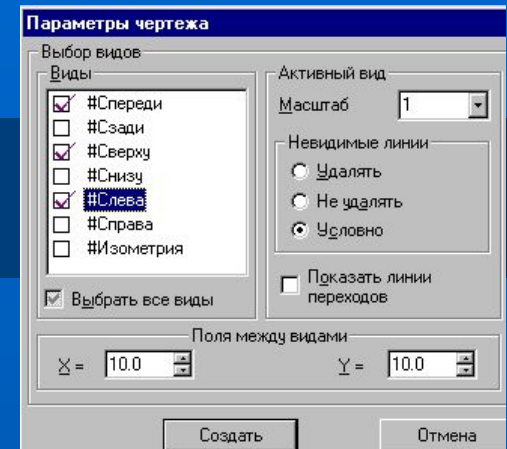 Параметры чертежа
Выбор видов
Виды
#Спереди
#Сзади
#Сверху
#Снизу
#Слева
#Справа
#Изометрия
Выбрать все виды
Активный вид
Масштаб 1
Невидимые линии
Удалять
Не удалять
Условно
Показать линии
переходов
Поля между видами
X = 10.0 Y = 10.0
Создать Отмена